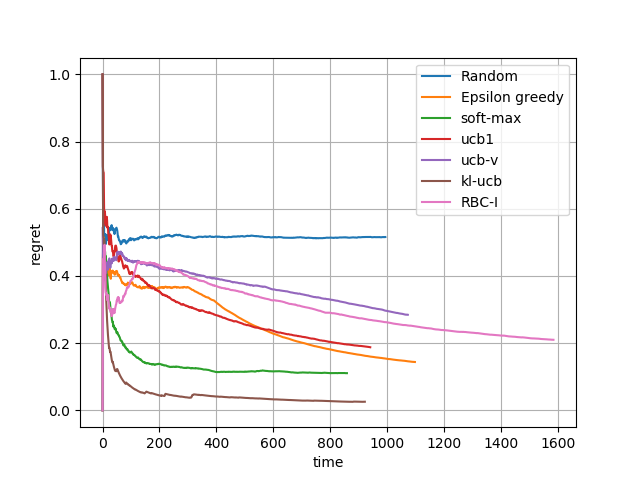 1.0
0.8
0.6
0.4
0.2
0.0
regret
0 200 400 600 800 1000 1200 1400 1600
time
Random
Epsilon greedy
soft-max
ucb1
ucb-v
kl-ucb
RBC-I